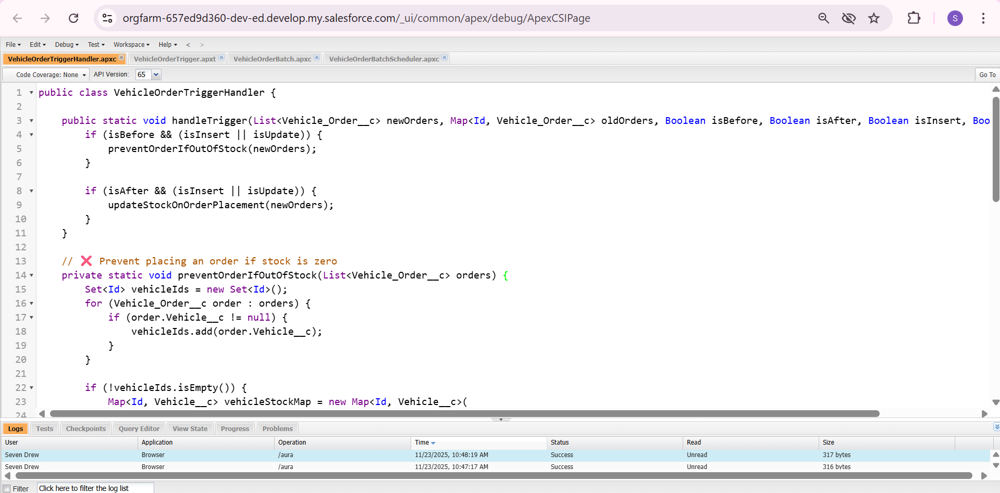 orgfarm-657ed9d360-dev-ed.develop.my.salesforce.com/_ui/common/apex/debug/ApexCSIPage
S
File Edit Debug Test Workspace Help < >
VehicleOrderTriggerHandler.apxc VehicleOrderTrigger.apxt VehicleOrderBatch.apxc VehicleOrderBatchScheduler.apxc
Code Coverage: None API Version: 65 Go To
1 public class VehicleOrderTriggerHandler {
2
3 public static void handleTrigger(List<Vehicle_Order__c> newOrders, Map<Id, Vehicle_Order__c> oldOrders, Boolean isBefore, Boolean isAfter, Boolean isInsert, Boo
4 if (isBefore && (isInsert || isUpdate)) {
5 preventOrderIfOutOfStock(newOrders);
6 }
7
8 if (isAfter && (isInsert || isUpdate)) {
9 updateStockOnOrderPlacement(newOrders);
10 }
11 }
12
13 // ❌ Prevent placing an order if stock is zero
14 private static void preventOrderIfOutOfStock(List<Vehicle_Order__c> orders) {
15 Set<Id> vehicleIds = new Set<Id>();
16 for (Vehicle_Order__c order : orders) {
17 if (order.Vehicle__c != null) {
18 vehicleIds.add(order.Vehicle__c);
19 }
20 }
21
22 if (!vehicleIds.isEmpty()) {
23 Map<Id, Vehicle__c> vehicleStockMap = new Map<Id, Vehicle__c>(
24
Logs Tests Checkpoints Query Editor View State Progress Problems
User Application Operation Time Status Read Size
Seven Drew Browser /aura 11/23/2025, 10:48:19 AM Success Unread 317 bytes
Seven Drew Browser /aura 11/23/2025, 10:47:17 AM Success Unread 316 bytes
Filter Click here to filter the log list